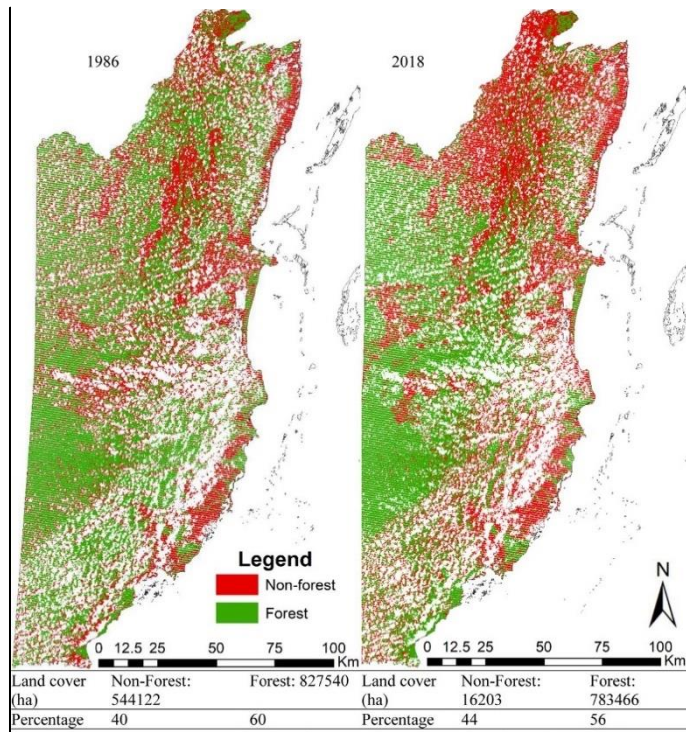 1986
2018
Legend
Non-forest
Forest
N
0 12.5 25 50 75 100
Km
0 12.5 25 50 75 100
Km
Land cover Non-Forest: Forest: 827540 Land cover Non-Forest: Forest:
(ha) 544122 (ha) 16203 783466
Percentage 40 60 Percentage 44 56